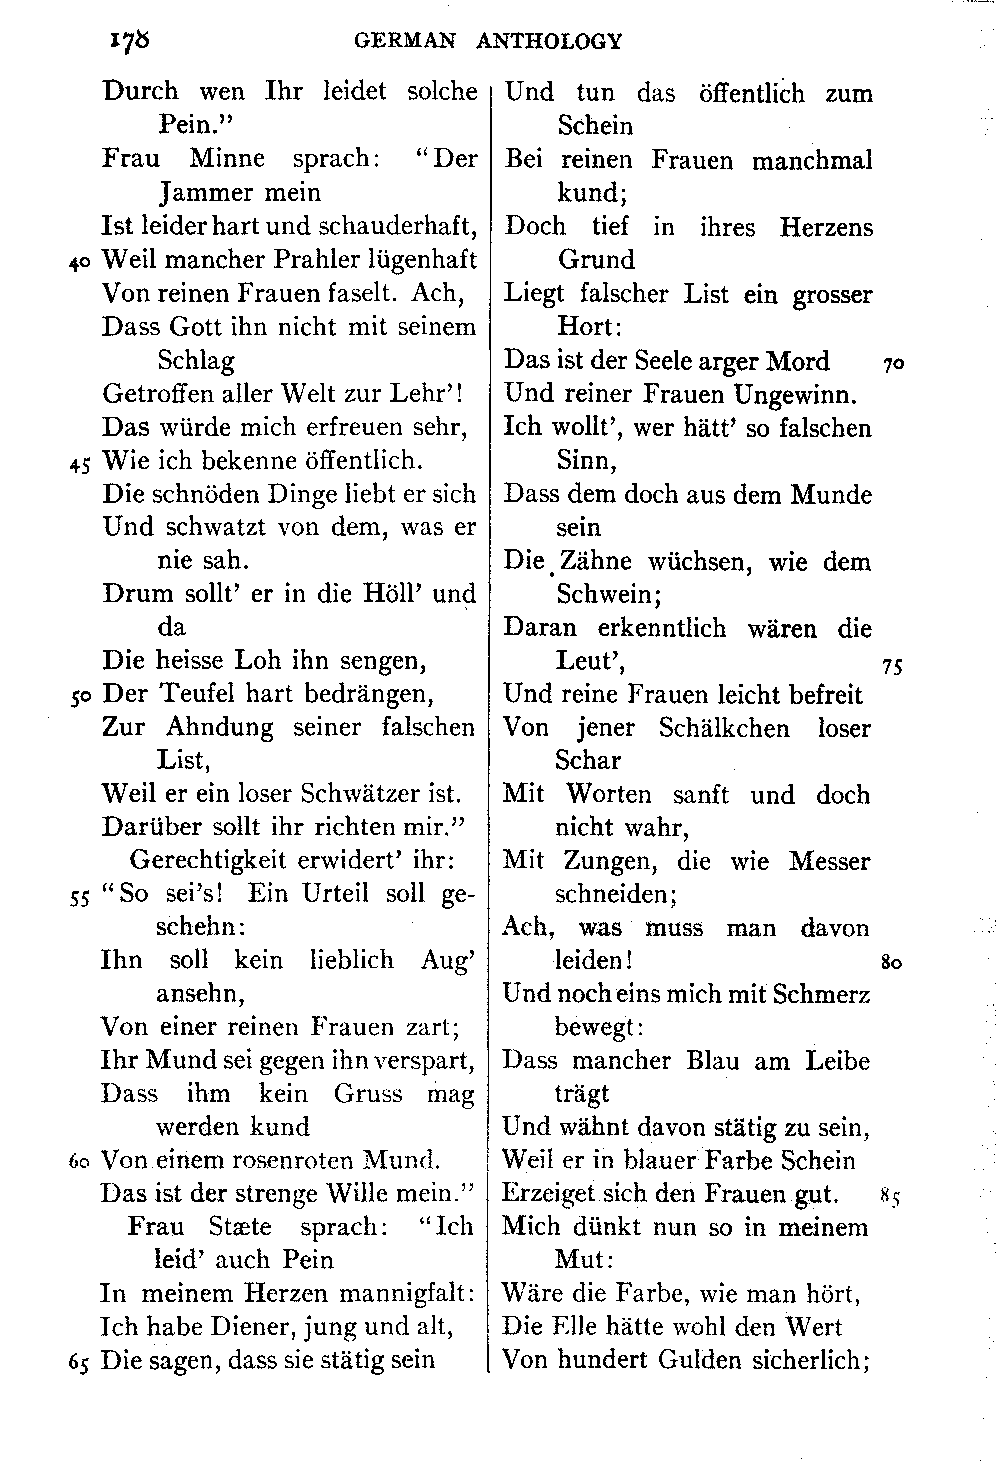 178 GERMAN ANTHOLOGY
Durch wen Ihr leidet solche
Pein.”
Frau Minne sprach: “Der
Jammer mein
Ist leider hart und schauderhaft,
40 Weil mancher Prahler lügenhaft
Von reinen Frauen faselt. Ach,
Dass Gott ihn nicht mit seinem
Schlag
Getroffen aller Welt zur Lehr’!
Das würde mich erfreuen sehr,
45 Wie ich bekenne öffentlich.
Die schnöden Dinge liebt er sich
Und schwatzt von dem, was er
nie sah.
Drum sollt’ er in die Höll’ und
da
Die heisse Loh ihn sengen,
50 Der Teufel hart bedrängen,
Zur Ahndung seiner falschen
List,
Weil er ein loser Schwätzer ist.
Darüber sollt ihr richten mir.”
Gerechtigkeit erwidert’ ihr:
55 “So sei’s! Ein Urteil soll ge-
schehn:
Ihn soll kein lieblich Aug’
ansehn,
Von einer reinen Frauen zart;
Ihr Mund sei gegen ihn verspart,
Dass ihm kein Gruss mag
werden kund
60 Von einem rosenroten Mund.
Das ist der strenge Wille mein.”
Frau Stæte sprach: “Ich
leid’ auch Pein
In meinem Herzen mannigfalt:
Ich habe Diener, jung und alt,
65 Die sagen, dass sie stätig sein
Und tun das öffentlich zum
Schein
Bei reinen Frauen manchmal
kund;
Doch tief in ihres Herzens
Grund
Liegt falscher List ein grosser
Hort:
Das ist der Seele arger Mord 70
Und reiner Frauen Ungewinn.
Ich wollt’, wer hätt’ so falschen
Sinn,
Dass dem doch aus dem Munde
sein
Die Zähne wüchsen, wie dem
Schwein;
Daran erkenntlich wären die
Leut’, 75
Und reine Frauen leicht befreit
Von jener Schälkchen loser
Schar
Mit Worten sanft und doch
nicht wahr,
Mit Zungen, die wie Messer
schneiden;
Ach, was muss man davon
leiden! 80
Und noch eins mich mit Schmerz
bewegt:
Dass mancher Blau am Leibe
trägt
Und wähnt davon stätig zu sein,
Weil er in blauer Farbe Schein
Erzeiget sich den Frauen gut. 85
Mich dünkt nun so in meinem
Mut:
Wäre die Farbe, wie man hört,
Die Elle hätte wohl den Wert
Von hundert Gulden sicherlich;